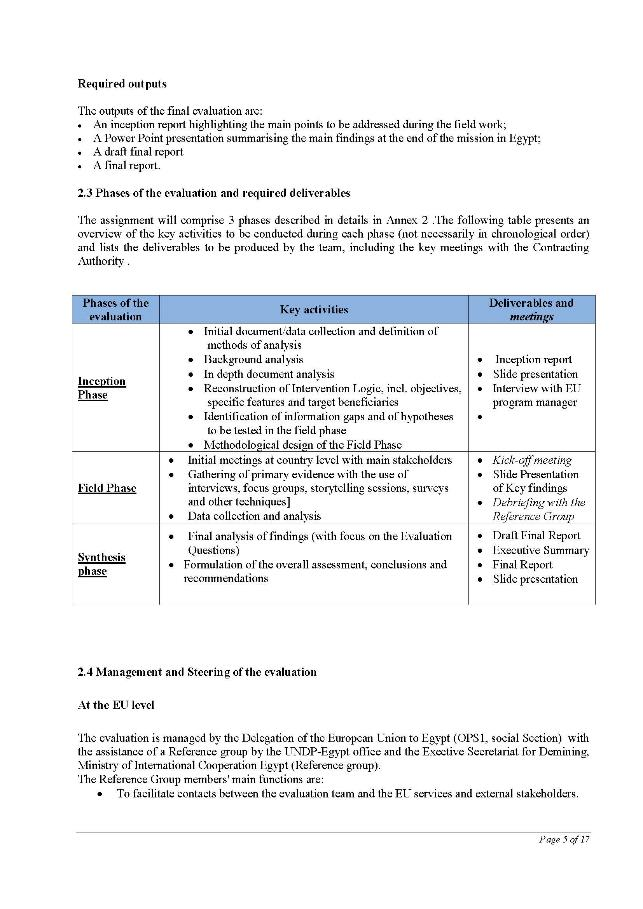 Required outputs
The outputs of the final evaluation are:
• An inception report highlighting the main points to be addressed during the field work;
• A Power Point presentation summarising the main findings at the end of the mission in Egypt;
• A draft final report
• A final report.
2.3 Phases of the evaluation and required deliverables
The assignment will comprise 3 phases described in details in Annex 2 .The following table presents an
overview of the key activities to be conducted during each phase (not necessarily in chronological order)
and lists the deliverables to be produced by the team, including the key meetings with the Contracting
Authority .
Phases of the
evaluation
Key activities
Deliverables and
meetings
Inception
Phase
• Initial document/data collection and definition of
methods of analysis
• Background analysis
• In depth document analysis
• Reconstruction of Intervention Logic, incl. objectives,
specific features and target beneficiaries
• Identification of information gaps and of hypotheses
to be tested in the field phase
• Methodological design of the Field Phase
• Inception report
• Slide presentation
• Interview with EU
program manager
•
Field Phase
• Initial meetings at country level with main stakeholders
• Gathering of primary evidence with the use of
interviews, focus groups, storytelling sessions, surveys
and other techniques]
• Data collection and analysis
• Kick-off meeting
• Slide Presentation
of Key findings
• Debriefing with the
Reference Group
Synthesis
phase
• Final analysis of findings (with focus on the Evaluation
Questions)
• Formulation of the overall assessment, conclusions and
recommendations
• Draft Final Report
• Executive Summary
• Final Report
• Slide presentation
2.4 Management and Steering of the evaluation
At the EU level
The evaluation is managed by the Delegation of the European Union to Egypt (OPS1, social Section) with
the assistance of a Reference group by the UNDP-Egypt office and the Exective Secretariat for Demining,
Ministry of International Cooperation Egypt (Reference group).
The Reference Group members' main functions are:
• To facilitate contacts between the evaluation team and the EU services and external stakeholders.
Page 5 of 17